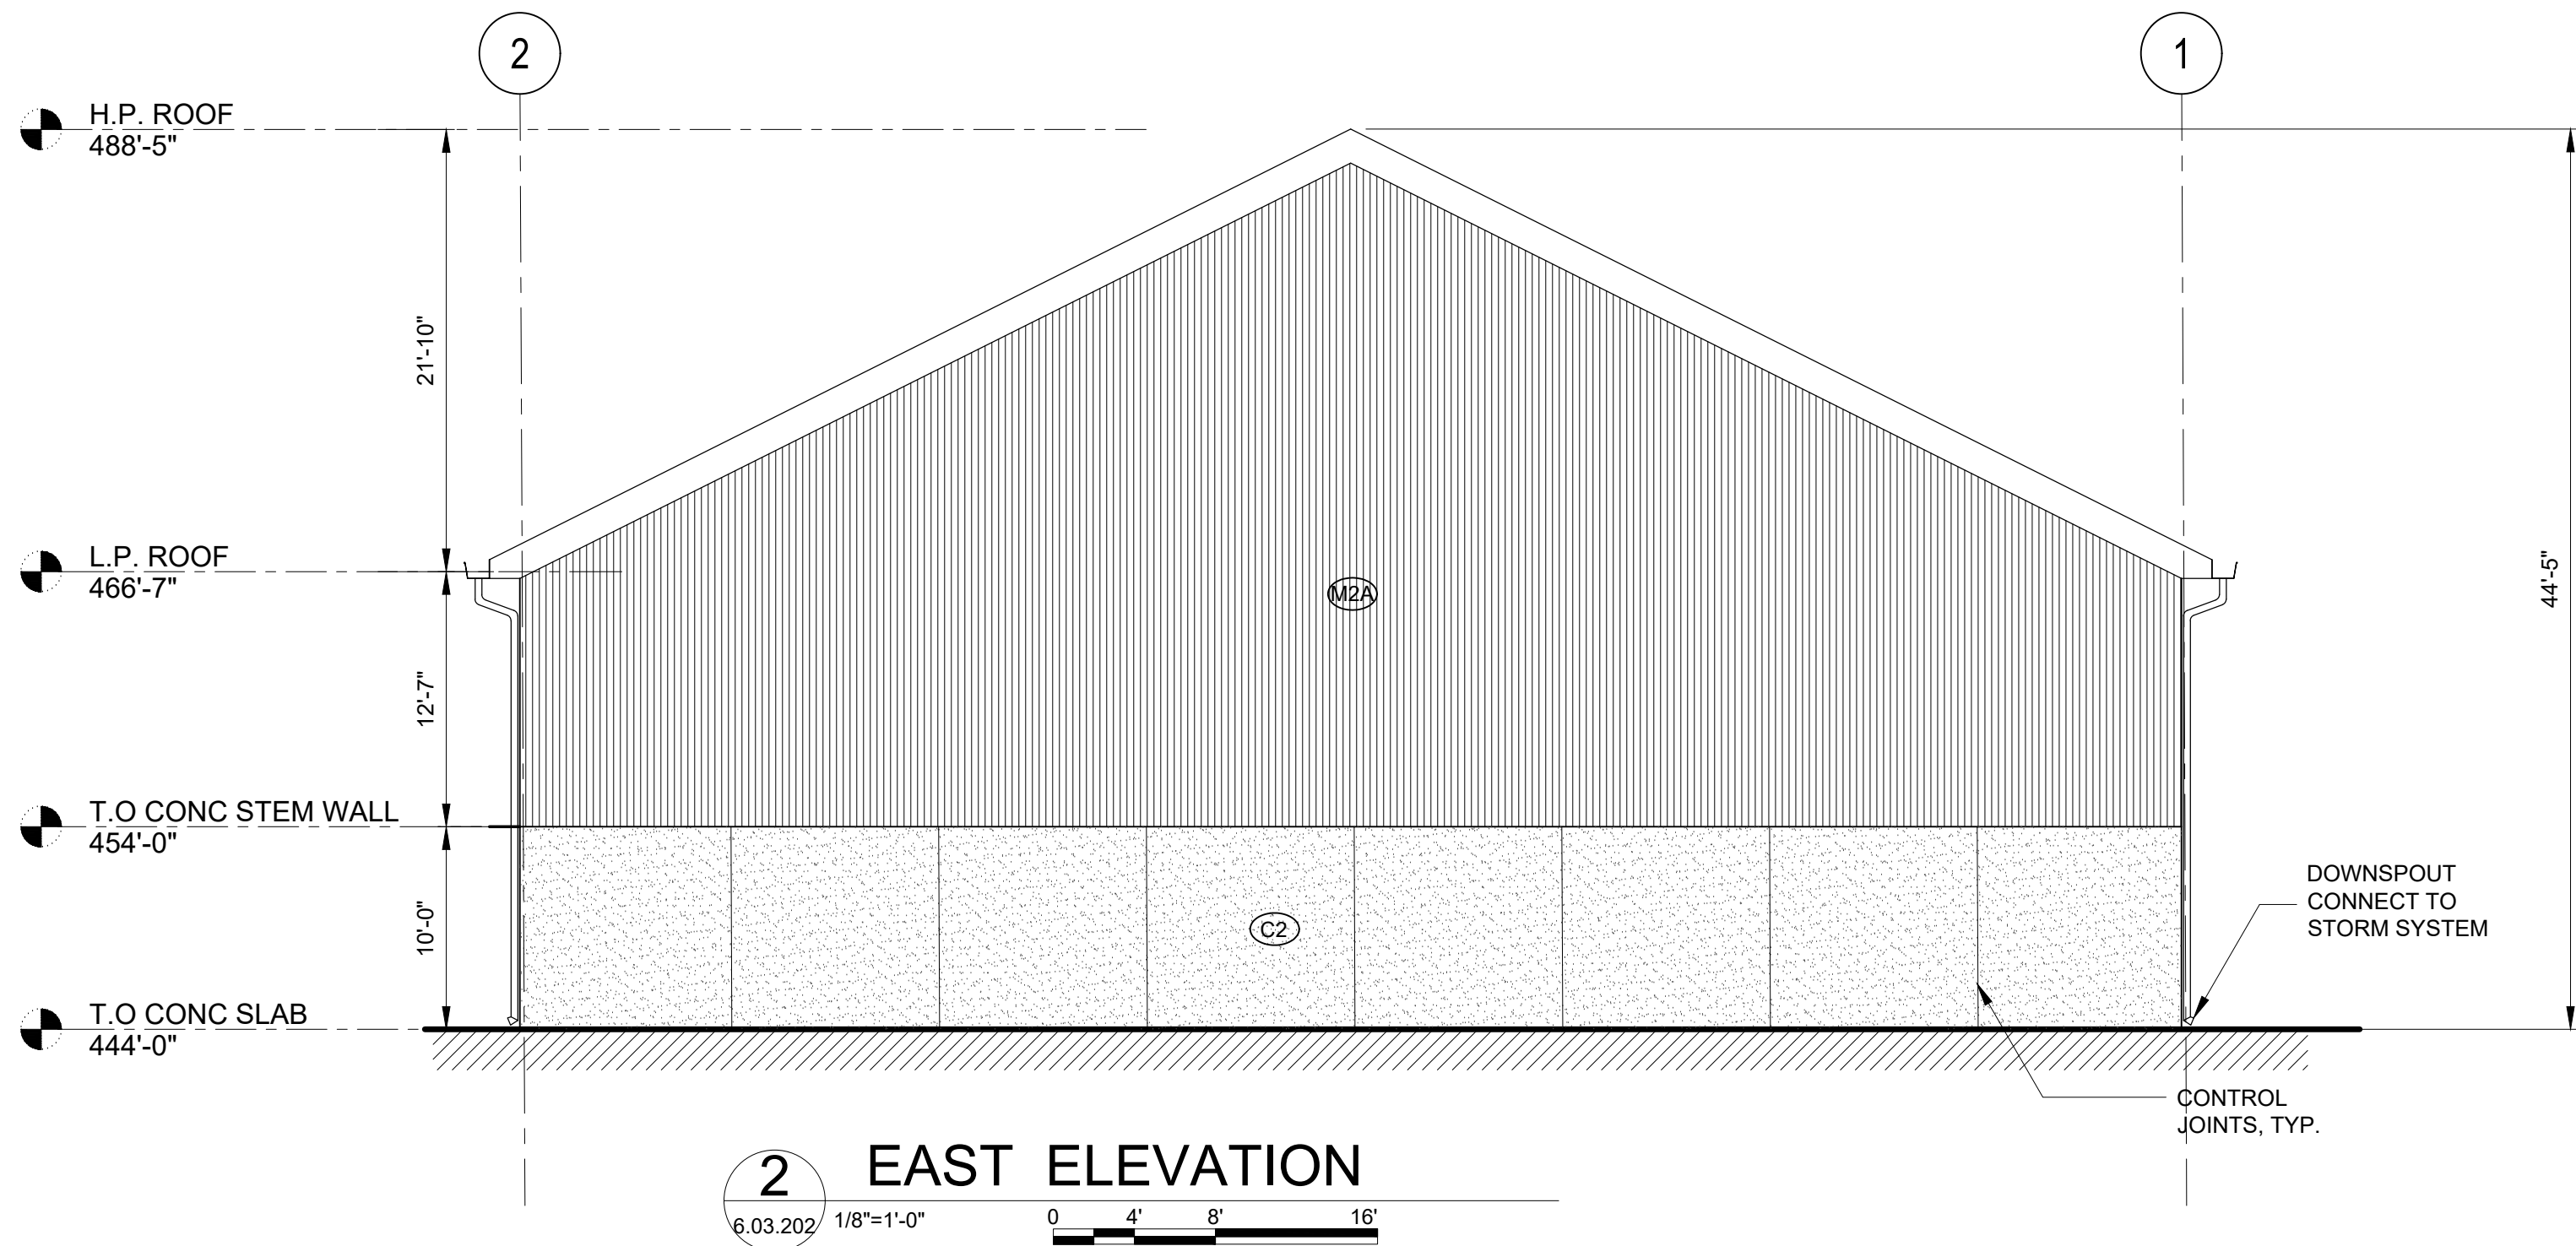 2
1
H.P. ROOF
488'-5"
21'-10"
L.P. ROOF
466'-7"
44'-5"
M2A
12'-7"
T.O CONC STEM WALL
454'-0"
10'-0"
C2
DOWNSPOUT
CONNECT TO
STORM SYSTEM
T.O CONC SLAB
444'-0"
CONTROL
JOINTS, TYP.
2
EAST ELEVATION
6.03.202
1/8"=1'-0"
0 4' 8' 16'